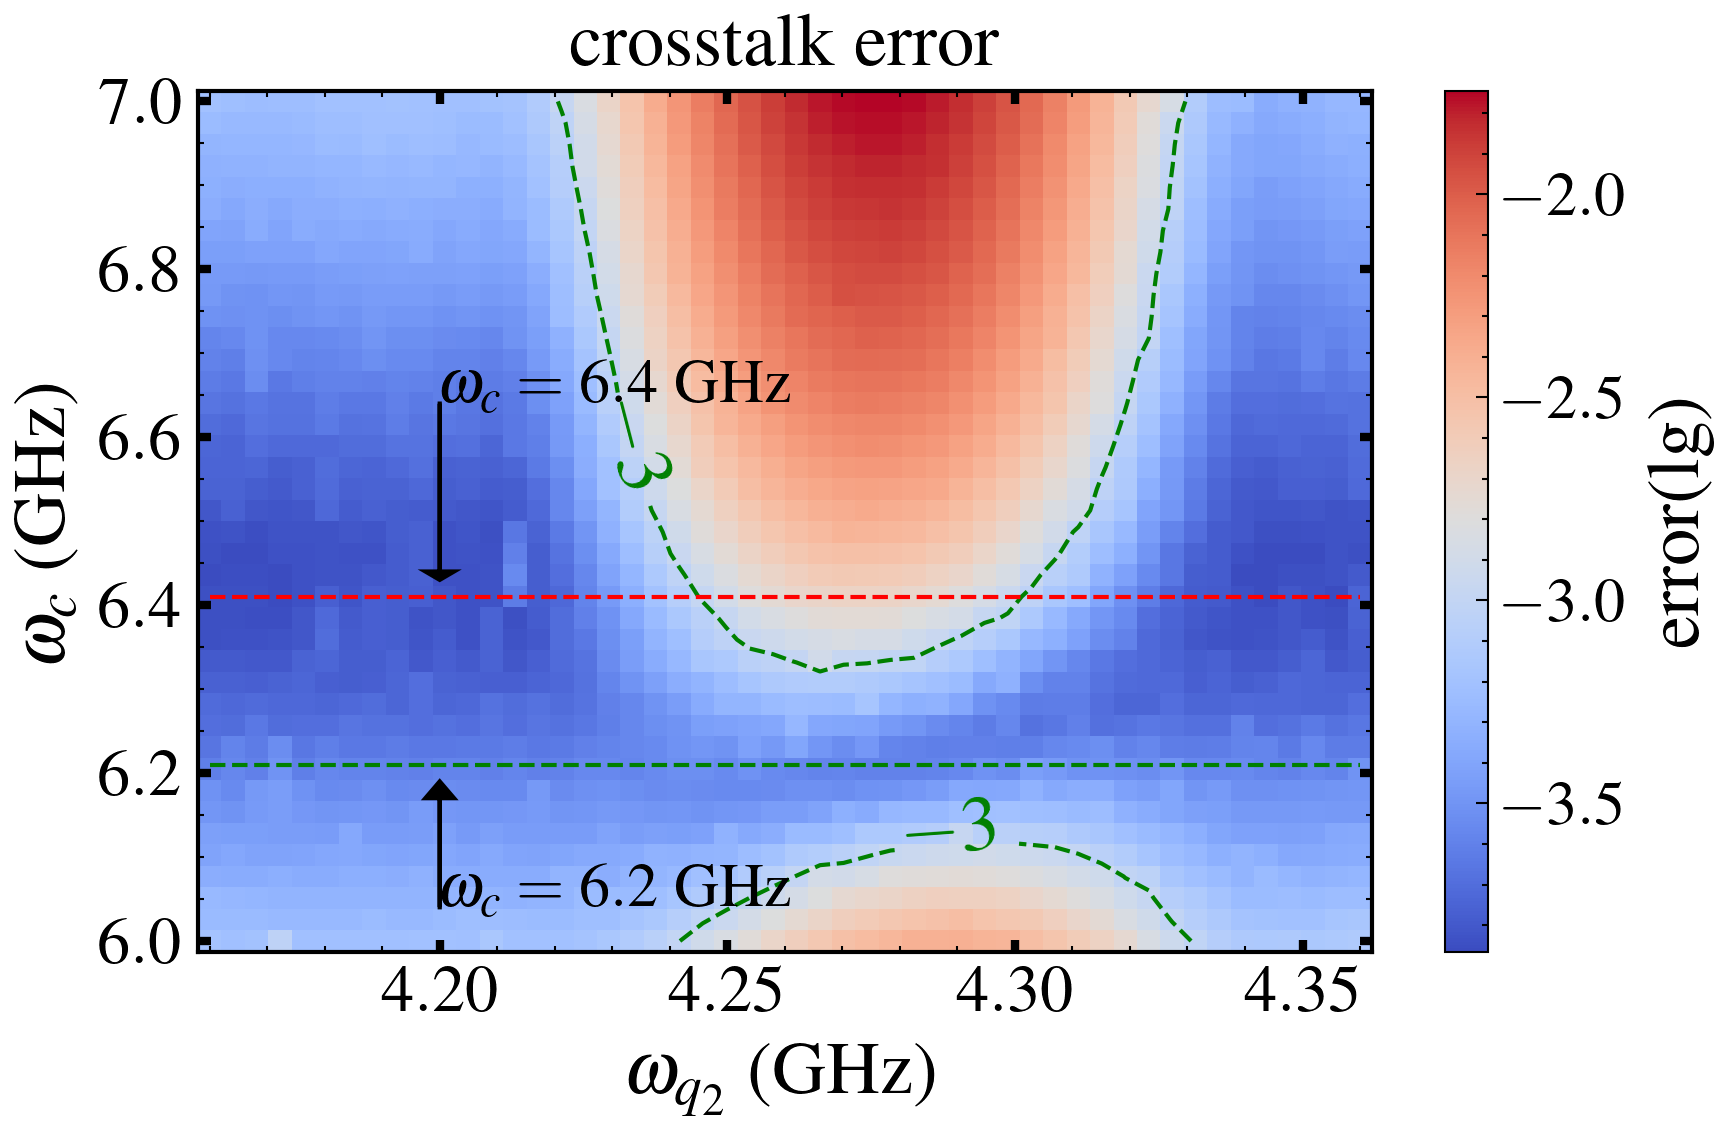 crosstalk error
7.0
6.8
6.6
6.4
6.2
6.0
ω_c (GHz)
ω_c = 6.4 GHz
3
ω_c = 6.2 GHz
—3
4.20 4.25 4.30 4.35
ω_{q_2} (GHz)
−2.0
−2.5
−3.0
−3.5
error(lg)